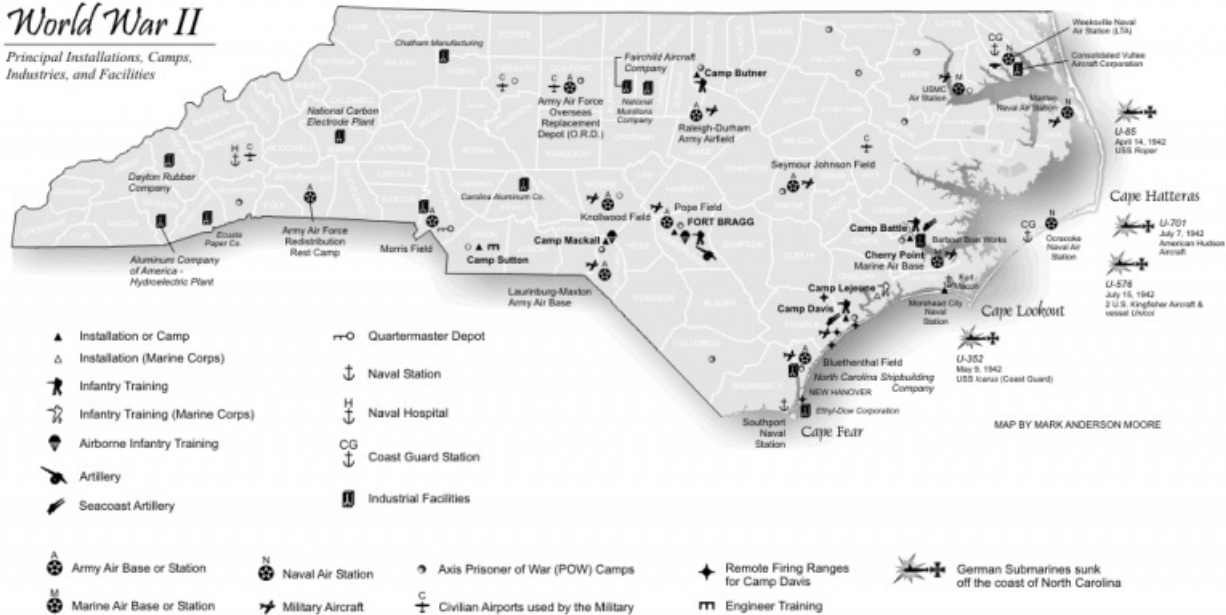 World War II
Principal Installations, Camps,
Industries, and Facilities
Chatham Manufacturing
Fairchild Aircraft
Company
National
Munitions
Company
Camp Butner
CG
N
Weeksville Naval
Air Station (LTA)
Consolidated Vultee
Aircraft Corporation
M
USMC
Air Station
Manteo
Naval Air Station
N
C
C
A
Army Air Force
Overseas
Replacement
Depot (O.R.D.)
A
Raleigh-Durham
Army Airfield
National Carbon
Electrode Plant
H
C
C
Dayton Rubber
Company
Seymour Johnson Field
A
U-85
April 14, 1942
USS Roper
Cape Hatteras
Carolina Aluminum Co.
A
Knollwood Field
Pope Field
A
FORT BRAGG
A
Army Air Force
Redistribution
Rest Camp
Ecusta
Paper Co.
Aluminum Company
of America -
Hydroelectric Plant
A
Morris Field
Camp Sutton
Camp Mackall
A
Laurinburg-Maxton
Army Air Base
Camp Battle
Barbour Boat Works
M
Cherry Point
Marine Air Base
CG
N
Ocracoke
Naval Air
Station
U-701
July 7, 1942
American Hudson
Aircraft
U-576
July 15, 1942
2 U.S. Kingfisher Aircraft &
vessel Unicoi
Camp Lejeune
Fort
Macon
Morehead City
Naval
Station
Cape Lookout
Camp Davis
U-352
May 9, 1942
USS Icarus (Coast Guard)
A
Bluethenthal Field
North Carolina Shipbuilding
Company
NEW HANOVER
Ethyl-Dow Corporation
Southport
Naval
Station
Cape Fear
COLUMBUS
BRUNSWICK
BLADEN
ROBESON
SAMPSON
DUPLIN
HARNETT
HOKE
MAP BY MARK ANDERSON MOORE
Installation or Camp
Installation (Marine Corps)
Infantry Training
Infantry Training (Marine Corps)
Airborne Infantry Training
Artillery
Seacoast Artillery
Quartermaster Depot
Naval Station
H
Naval Hospital
CG
Coast Guard Station
Industrial Facilities
A
Army Air Base or Station
M
Marine Air Base or Station
N
Naval Air Station
Military Aircraft
Axis Prisoner of War (POW) Camps
C
Civilian Airports used by the Military
Remote Firing Ranges
for Camp Davis
Engineer Training
German Submarines sunk
off the coast of North Carolina